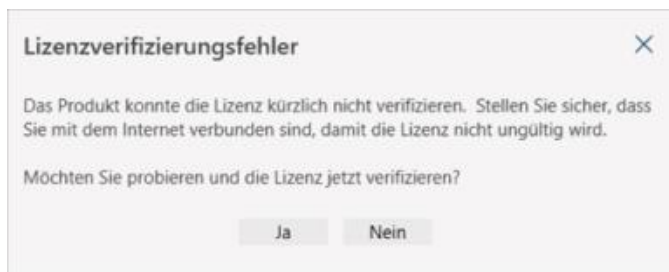 Lizenzverifizierungsfehler
Das Produkt konnte die Lizenz kürzlich nicht verifizieren. Stellen Sie sicher, dass
Sie mit dem Internet verbunden sind, damit die Lizenz nicht ungültig wird.
Möchten Sie probieren und die Lizenz jetzt verifizieren?
Ja Nein